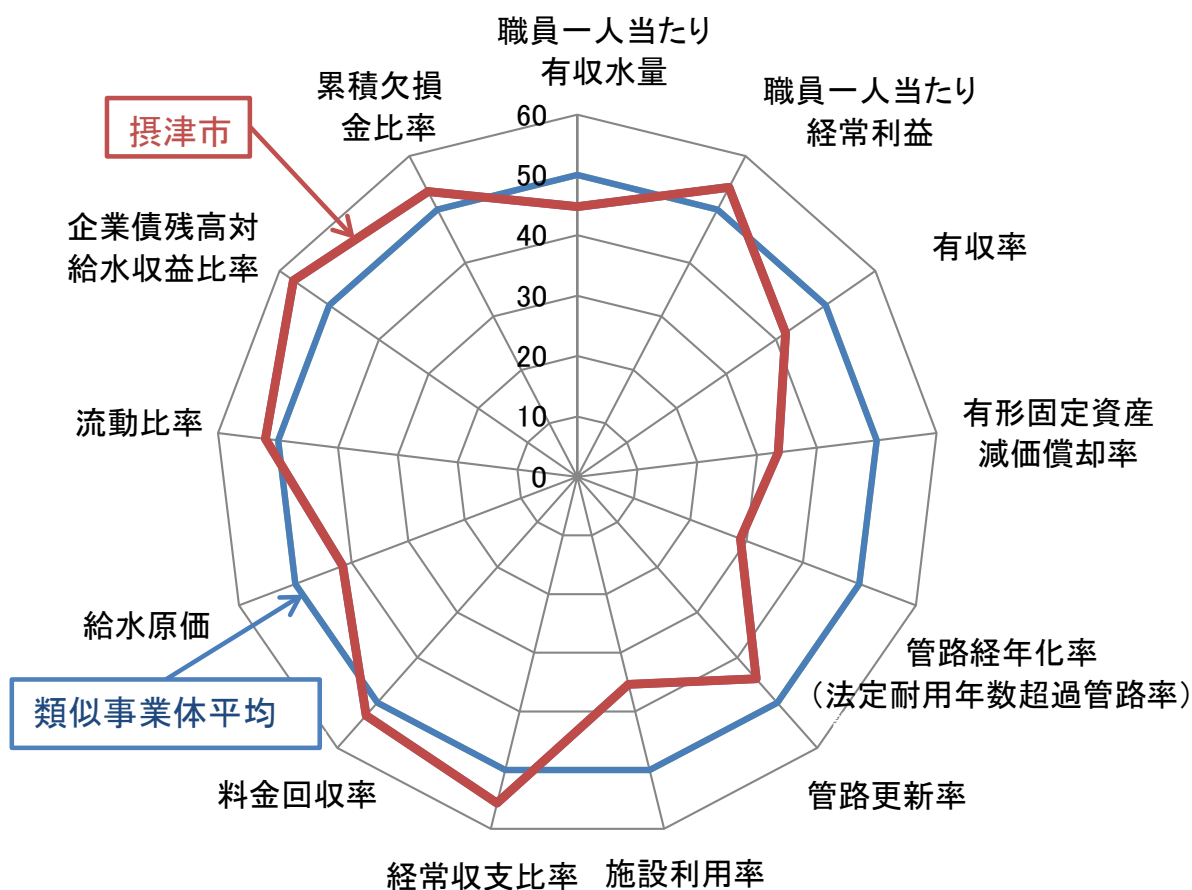 職員一人当たり
有収水量
職員一人当たり
経常利益
有収率
有形固定資産
減価償却率
管路経年化率
（法定耐用年数超過管路率）
管路更新率
施設利用率
経常収支比率
料金回収率
給水原価
流動比率
企業債残高対
給水収益比率
累積欠損
金比率
摂津市
類似事業体平均
60
50
40
30
20
10
0